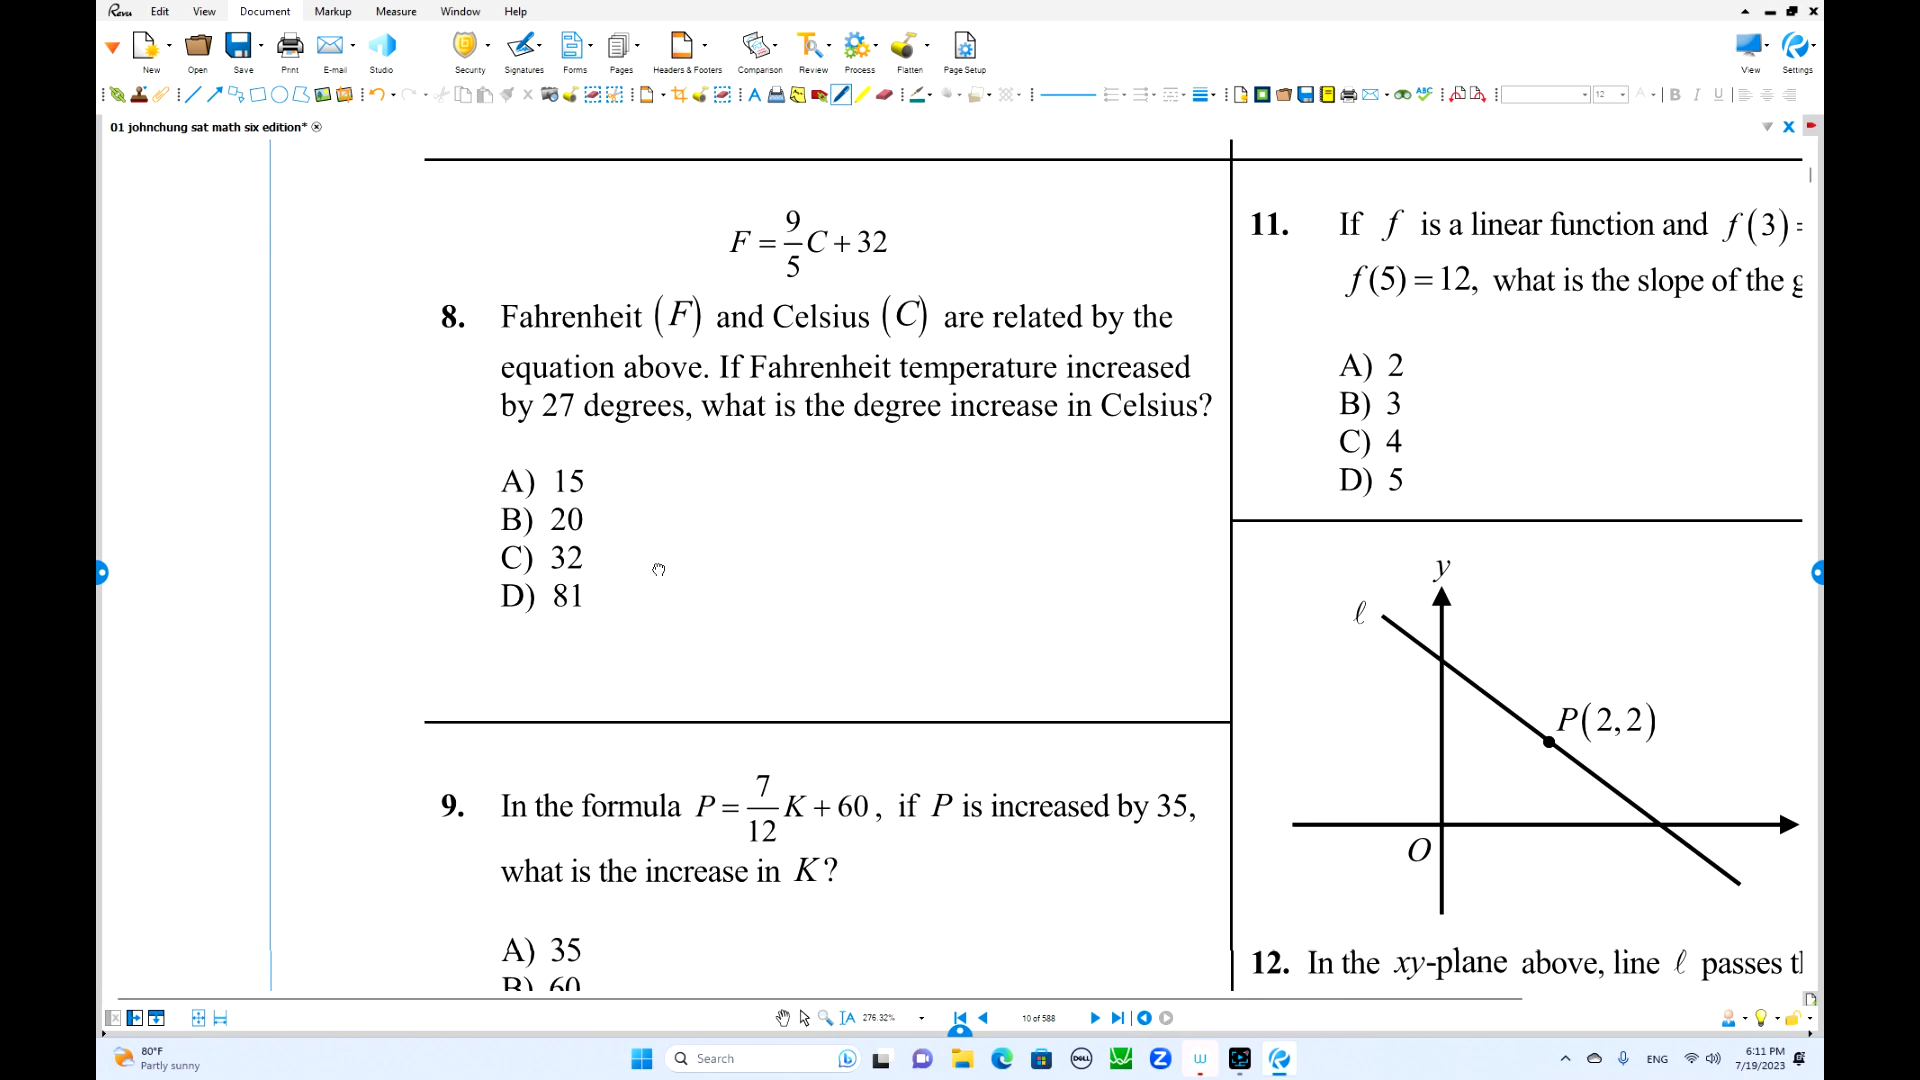 Revu Edit View Document Markup Measure Window Help
New Open Save Print E-mail Studio Security Signatures Forms Pages Headers & Footers Comparison Review Process Flatten Page Setup View Settings
12
01 johnchung sat math six edition*
F = 9/5 C + 32
8. Fahrenheit (F) and Celsius (C) are related by the
equation above. If Fahrenheit temperature increased
by 27 degrees, what is the degree increase in Celsius?
A) 15
B) 20
C) 32
D) 81
9. In the formula P = 7/12 K + 60, if P is increased by 35,
what is the increase in K?
A) 35
B) 60
11. If f is a linear function and f(3) =
f(5) = 12, what is the slope of the g
A) 2
B) 3
C) 4
D) 5
y
ℓ
P(2,2)
O
12. In the xy-plane above, line ℓ passes
276.32%
10 of 588
80°F
Partly sunny
Search
DELL
ENG
6:11 PM
7/19/2023